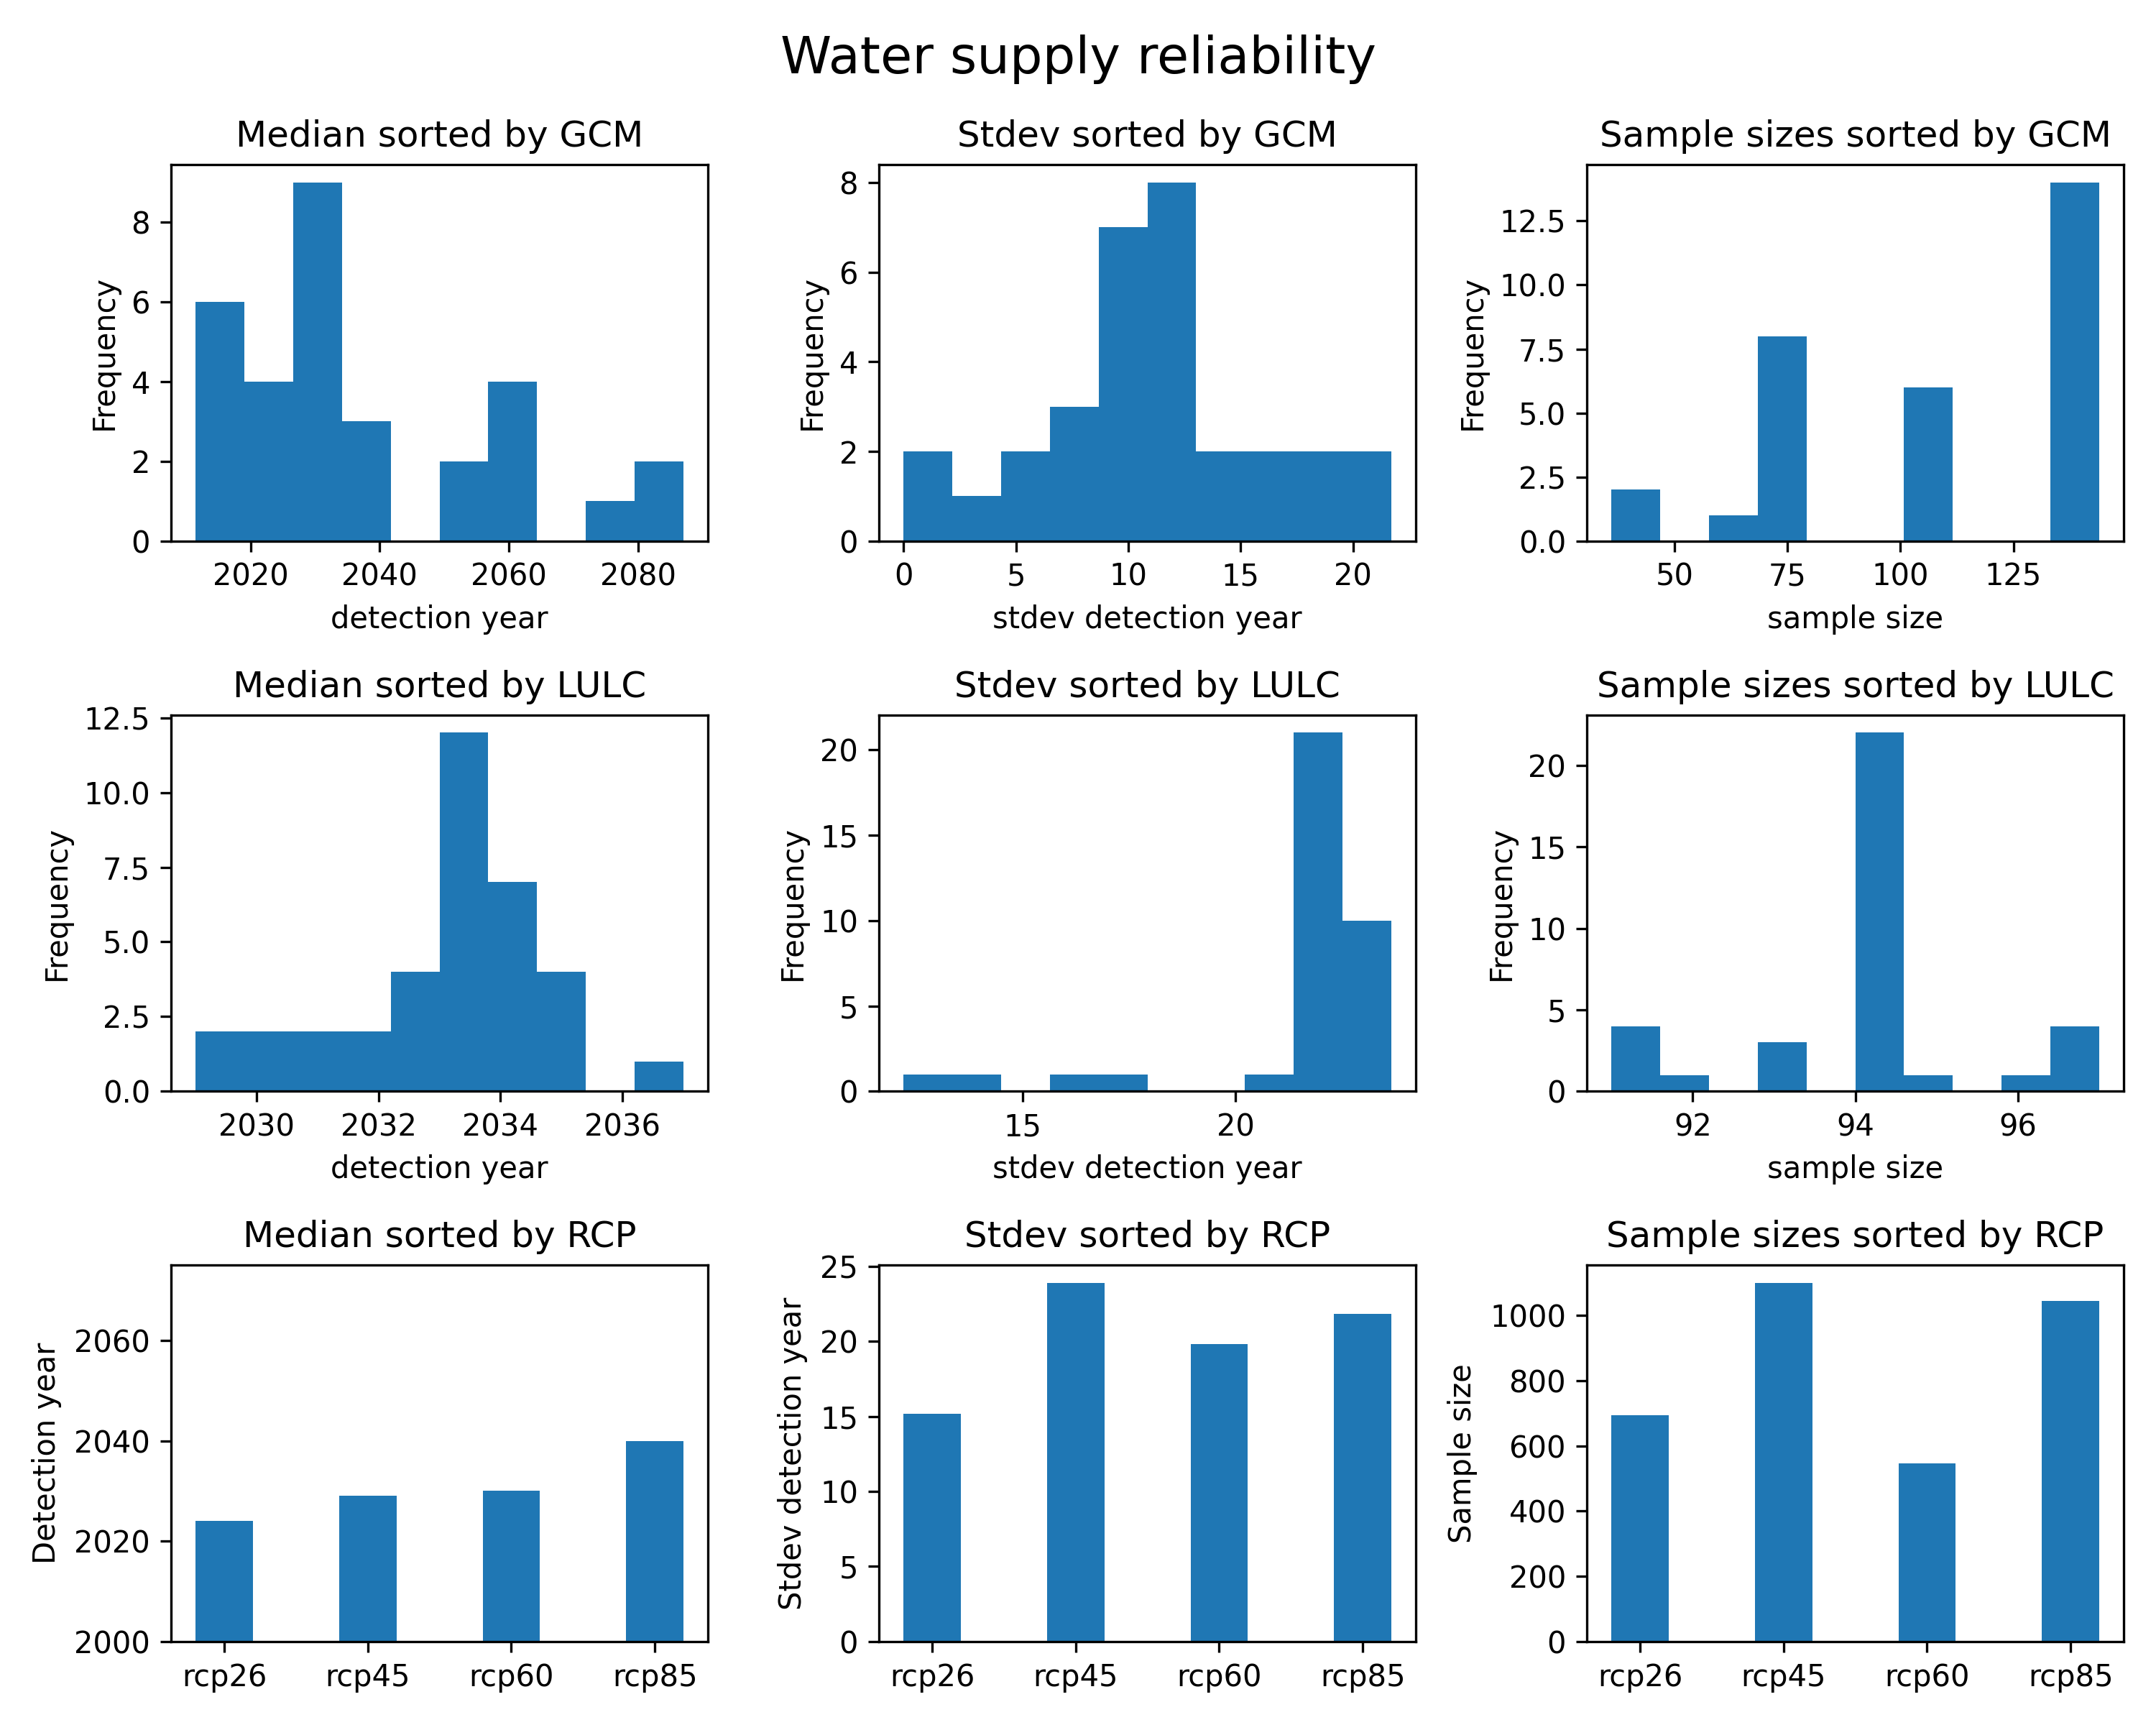 Water supply reliability
Median sorted by GCM
Frequency
8
6
4
2
0
2020 2040 2060 2080
detection year
Stdev sorted by GCM
Frequency
8
6
4
2
0
0 5 10 15 20
stdev detection year
Sample sizes sorted by GCM
Frequency
12.5
10.0
7.5
5.0
2.5
0.0
50 75 100 125
sample size
Median sorted by LULC
Frequency
12.5
10.0
7.5
5.0
2.5
0.0
2030 2032 2034 2036
detection year
Stdev sorted by LULC
Frequency
20
15
10
5
0
15 20
stdev detection year
Sample sizes sorted by LULC
Frequency
20
15
10
5
0
92 94 96
sample size
Median sorted by RCP
Detection year
2060
2040
2020
2000
rcp26 rcp45 rcp60 rcp85
Stdev sorted by RCP
Stdev detection year
25
20
15
10
5
0
rcp26 rcp45 rcp60 rcp85
Sample sizes sorted by RCP
Sample size
1000
800
600
400
200
0
rcp26 rcp45 rcp60 rcp85